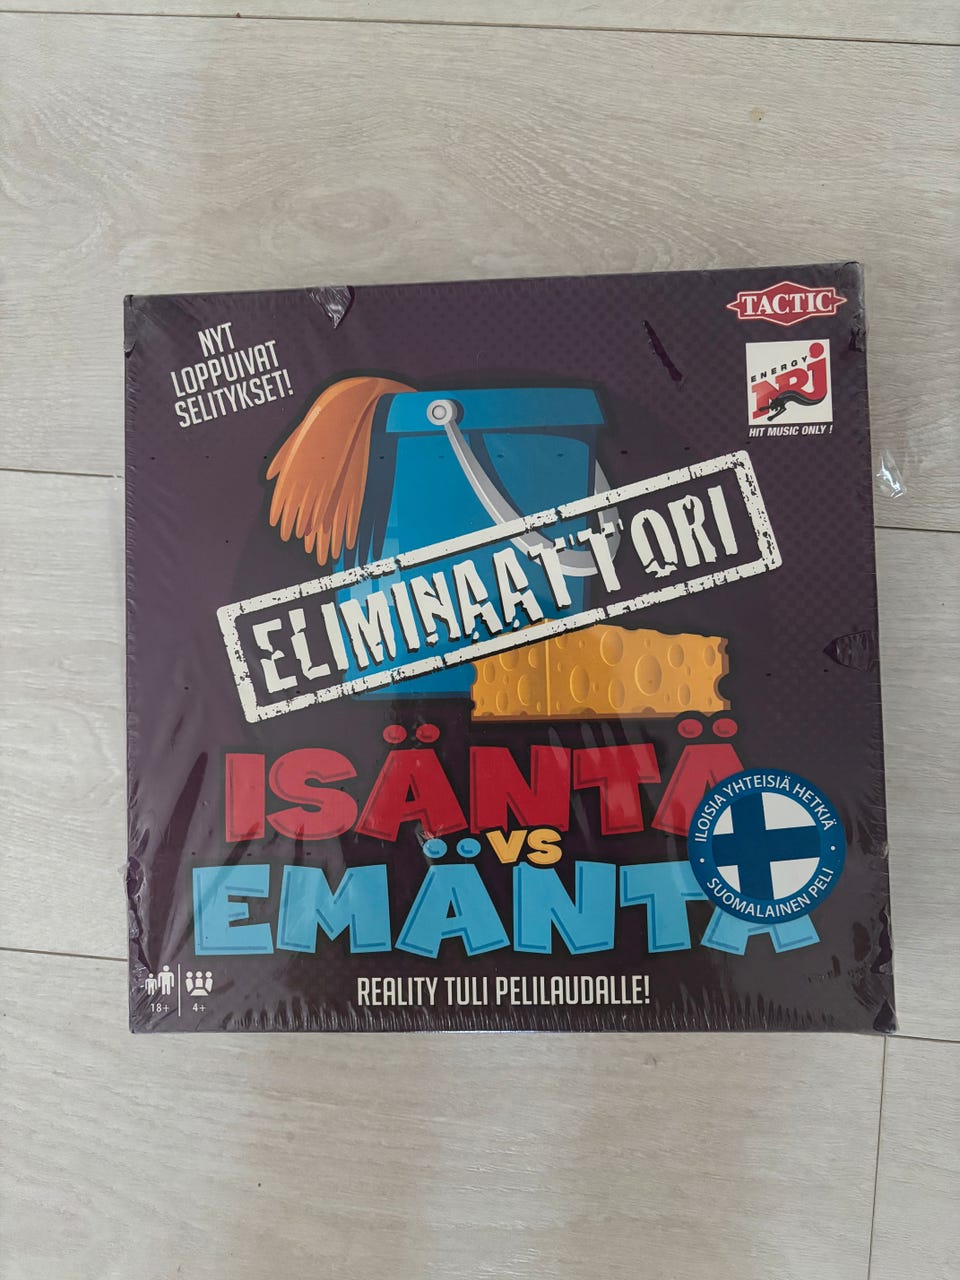 NYT
LOPPUIVAT
SELITYKSET!
TACTIC
ENERGY
NRJ
HIT MUSIC ONLY!
ELIMINAATTORI
ISÄNTÄ
VS
EMÄNTÄ
ILOISIA YHTEISIÄ HETKIÄ
SUOMALAINEN PELI
REALITY TULI PELILAUDALLE!
18+
4+